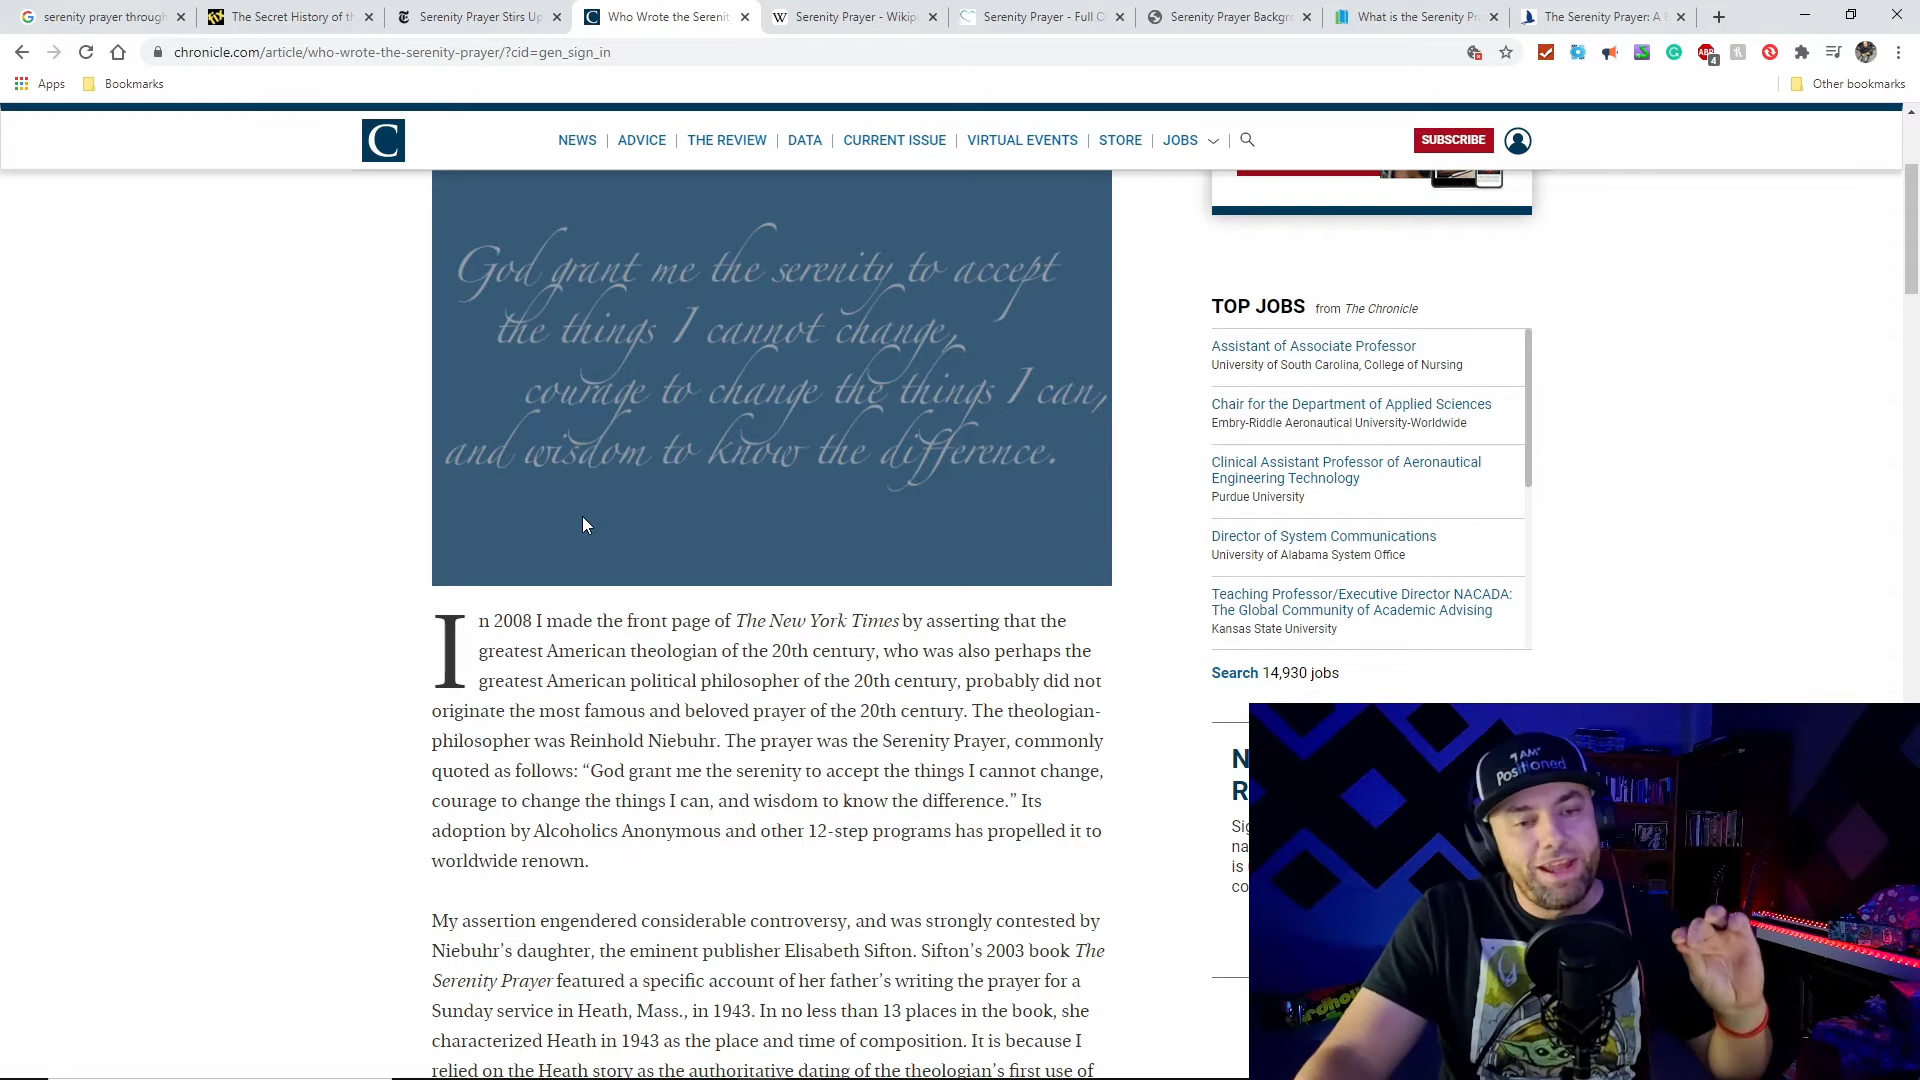 serenity prayer through
The Secret History of th
Serenity Prayer Stirs Up
Who Wrote the Serenit
Serenity Prayer - Wikip
Serenity Prayer - Full C
Serenity Prayer Backgro
What is the Serenity Pr
The Serenity Prayer: A
chronicle.com/article/who-wrote-the-serenity-prayer/?cid=gen_sign_in
Apps
Bookmarks
Other bookmarks
C
NEWS | ADVICE | THE REVIEW | DATA | CURRENT ISSUE | VIRTUAL EVENTS | STORE | JOBS
SUBSCRIBE
God grant me the serenity to accept
the things I cannot change,
courage to change the things I can,
and wisdom to know the difference.
In 2008 I made the front page of The New York Times by asserting that the
greatest American theologian of the 20th century, who was also perhaps the
greatest American political philosopher of the 20th century, probably did not
originate the most famous and beloved prayer of the 20th century. The theologian-
philosopher was Reinhold Niebuhr. The prayer was the Serenity Prayer, commonly
quoted as follows: “God grant me the serenity to accept the things I cannot change,
courage to change the things I can, and wisdom to know the difference.” Its
adoption by Alcoholics Anonymous and other 12-step programs has propelled it to
worldwide renown.
My assertion engendered considerable controversy, and was strongly contested by
Niebuhr’s daughter, the eminent publisher Elisabeth Sifton. Sifton’s 2003 book The
Serenity Prayer featured a specific account of her father’s writing the prayer for a
Sunday service in Heath, Mass., in 1943. In no less than 13 places in the book, she
characterized Heath in 1943 as the place and time of composition. It is because I
relied on the Heath story as the authoritative dating of the theologian’s first use of
TOP JOBS from The Chronicle
Assistant of Associate Professor
University of South Carolina, College of Nursing
Chair for the Department of Applied Sciences
Embry-Riddle Aeronautical University-Worldwide
Clinical Assistant Professor of Aeronautical
Engineering Technology
Purdue University
Director of System Communications
University of Alabama System Office
Teaching Professor/Executive Director NACADA:
The Global Community of Academic Advising
Kansas State University
Search 14,930 jobs
N
R
Sig
na
is
co
I AM
Positioned